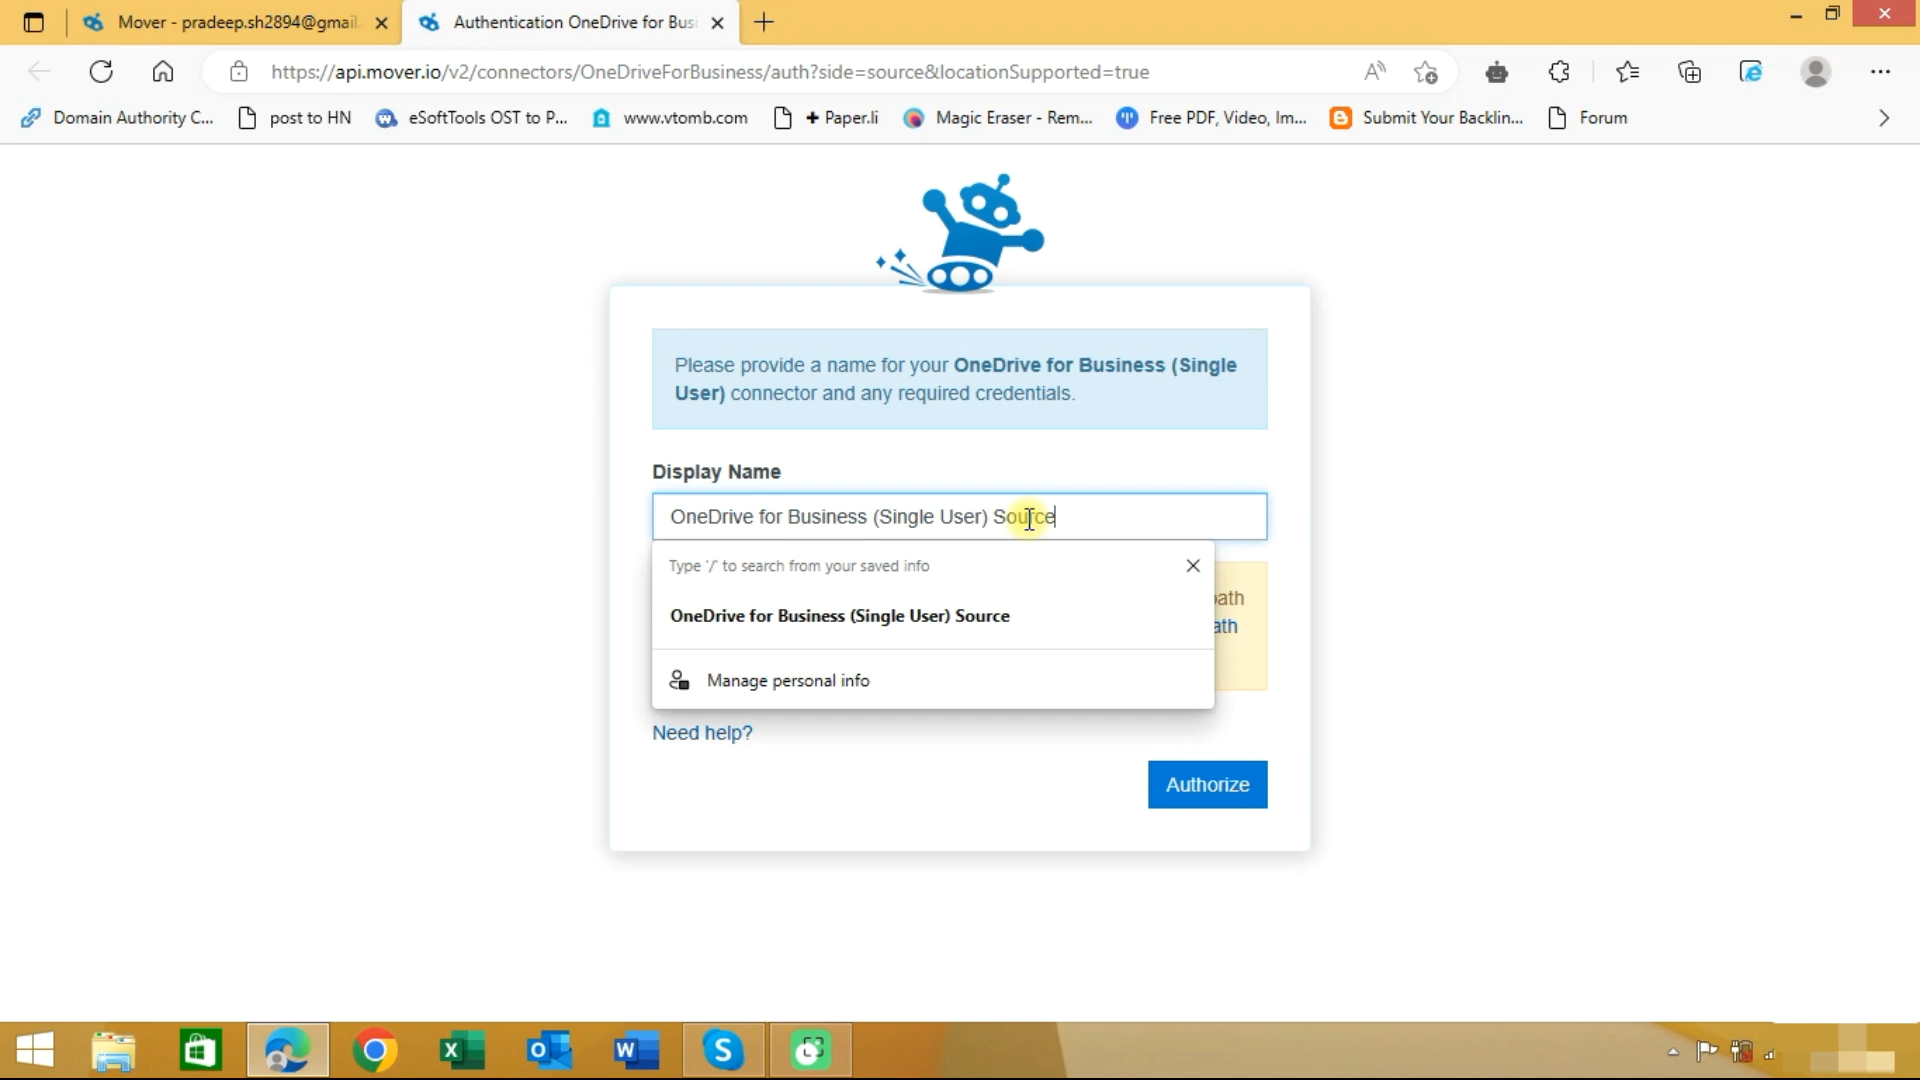 Mover - pradeep.sh2894@gmail.
Authentication OneDrive for Busi
https://api.mover.io/v2/connectors/OneDriveForBusiness/auth?side=source&locationSupported=true
Domain Authority C...
post to HN
eSoftTools OST to P...
www.vtomb.com
+ Paper.li
Magic Eraser - Rem...
Free PDF, Video, Im...
Submit Your Backlin...
Forum
Please provide a name for your OneDrive for Business (Single
User) connector and any required credentials.
Display Name
OneDrive for Business (Single User) Source
Type '/' to search from your saved info
OneDrive for Business (Single User) Source
Manage personal info
Need help?
Authorize